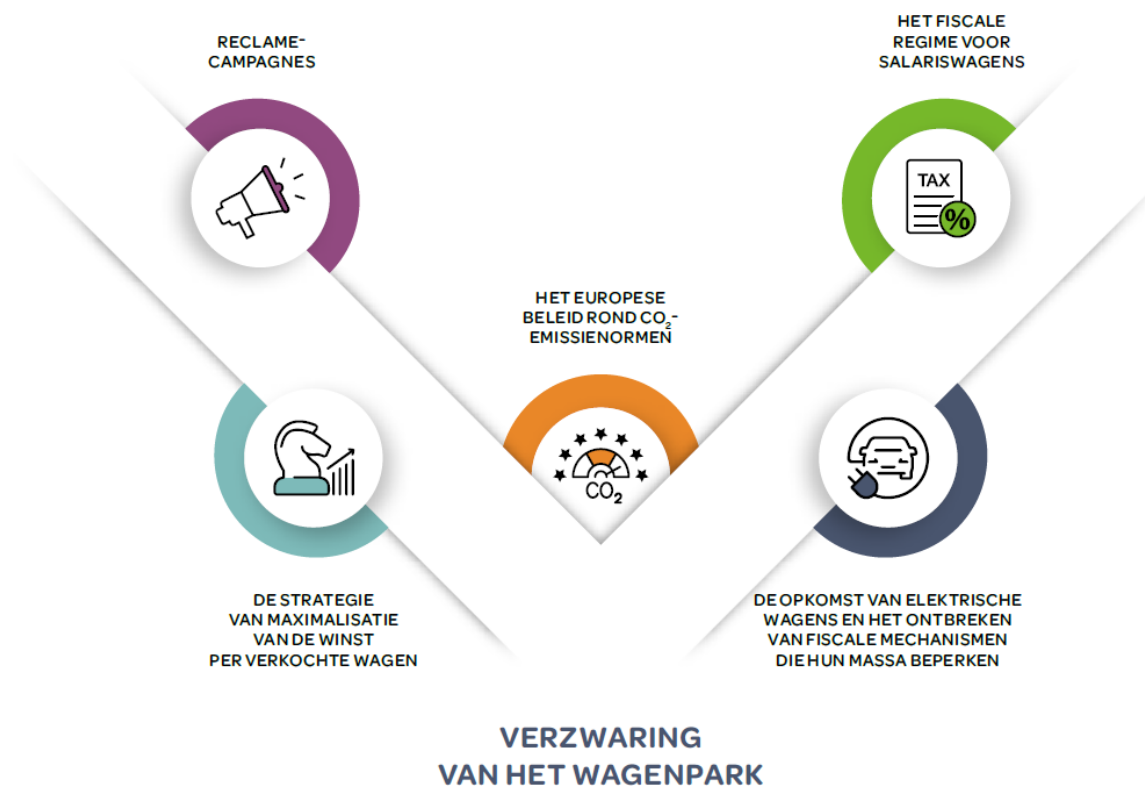 RECLAME-
CAMPAGNES
HET FISCALE
REGIME VOOR
SALARISWAGENS
TAX
%
HET EUROPESE
BELEID ROND CO₂-
EMISSIENORMEN
CO₂
DE STRATEGIE
VAN MAXIMALISATIE
VAN DE WINST
PER VERKOCHTE WAGEN
DE OPKOMST VAN ELEKTRISCHE
WAGENS EN HET ONTBREKEN
VAN FISCALE MECHANISMEN
DIE HUN MASSA BEPERKEN
VERZWARING
VAN HET WAGENPARK